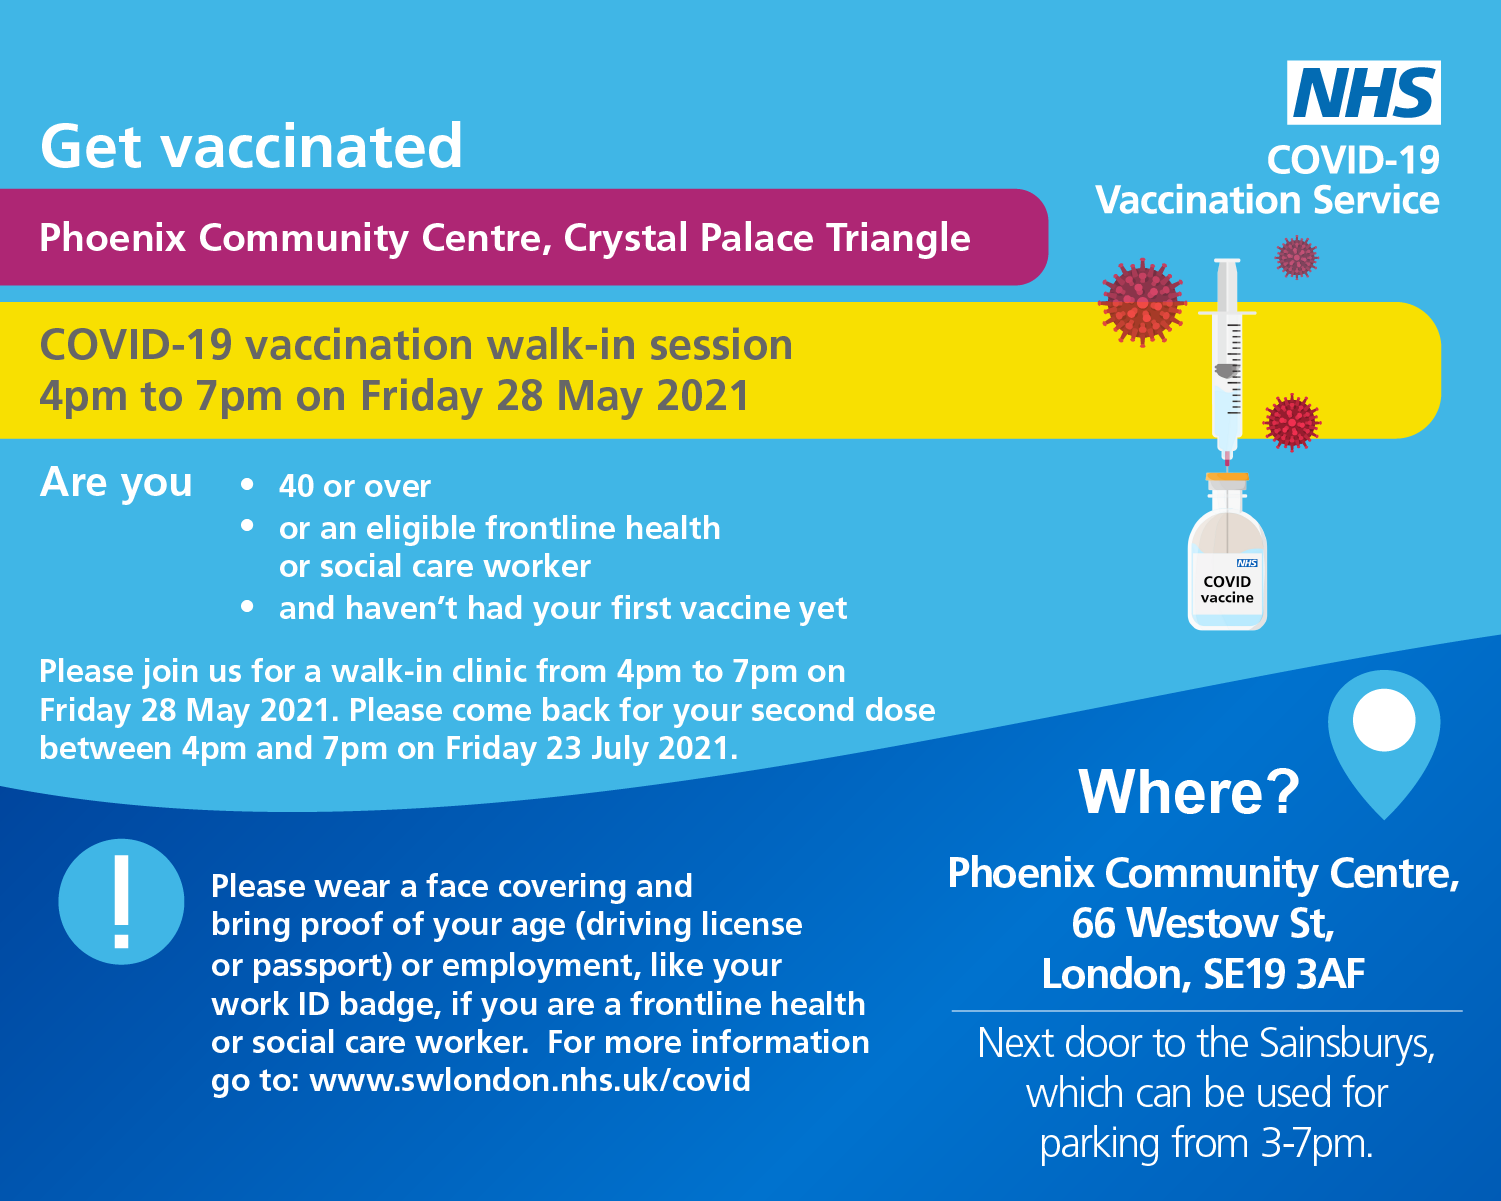 NHS
COVID-19
Vaccination Service
Get vaccinated
Phoenix Community Centre, Crystal Palace Triangle
COVID-19 vaccination walk-in session
4pm to 7pm on Friday 28 May 2021
Are you
• 40 or over
• or an eligible frontline health
or social care worker
• and haven’t had your first vaccine yet
NHS
COVID
vaccine
Please join us for a walk-in clinic from 4pm to 7pm on
Friday 28 May 2021. Please come back for your second dose
between 4pm and 7pm on Friday 23 July 2021.
!
Please wear a face covering and
bring proof of your age (driving license
or passport) or employment, like your
work ID badge, if you are a frontline health
or social care worker.  For more information
go to: www.swlondon.nhs.uk/covid
Where?
Phoenix Community Centre,
66 Westow St,
London, SE19 3AF
Next door to the Sainsburys,
which can be used for
parking from 3-7pm.